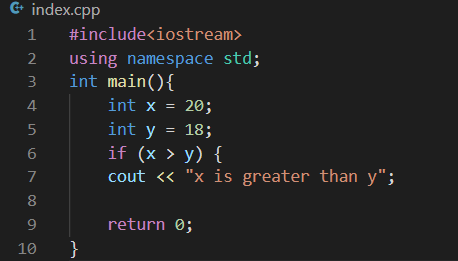 index.cpp
1 #include<iostream>
2 using namespace std;
3 int main(){
4     int x = 20;
5     int y = 18;
6     if (x > y) {
7     cout << "x is greater than y";
8
9     return 0;
10 }